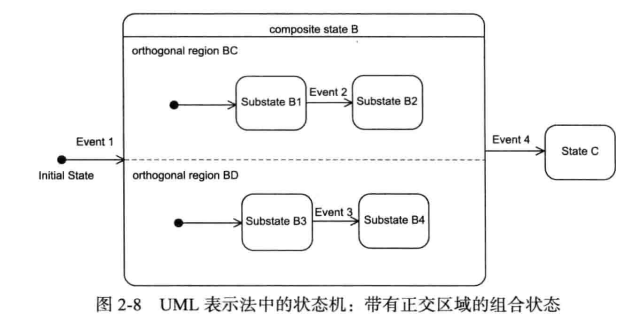 composite state B
orthogonal region BC
Event 2
Substate B1
Substate B2
Event 1
Initial State
Event 4
State C
orthogonal region BD
Event 3
Substate B3
Substate B4
图 2-8 UML 表示法中的状态机：带有正交区域的组合状态